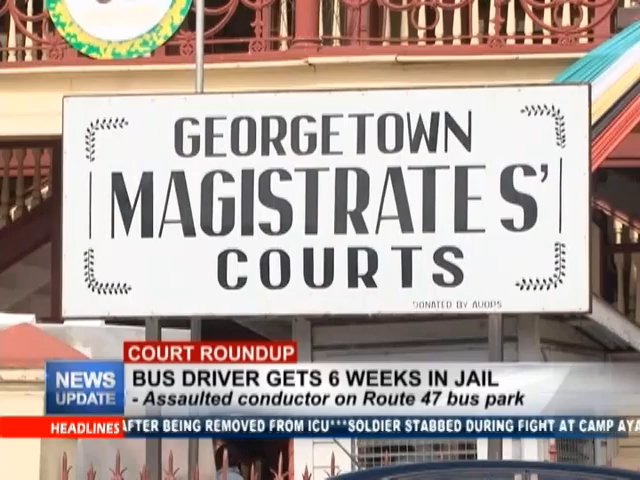 GEORGETOWN
MAGISTRATES'
COURTS
DONATED BY AUOPS
COURT ROUNDUP
NEWS
UPDATE
BUS DRIVER GETS 6 WEEKS IN JAIL
- Assaulted conductor on Route 47 bus park
HEADLINES
AFTER BEING REMOVED FROM ICU***SOLDIER STABBED DURING FIGHT AT CAMP AYA